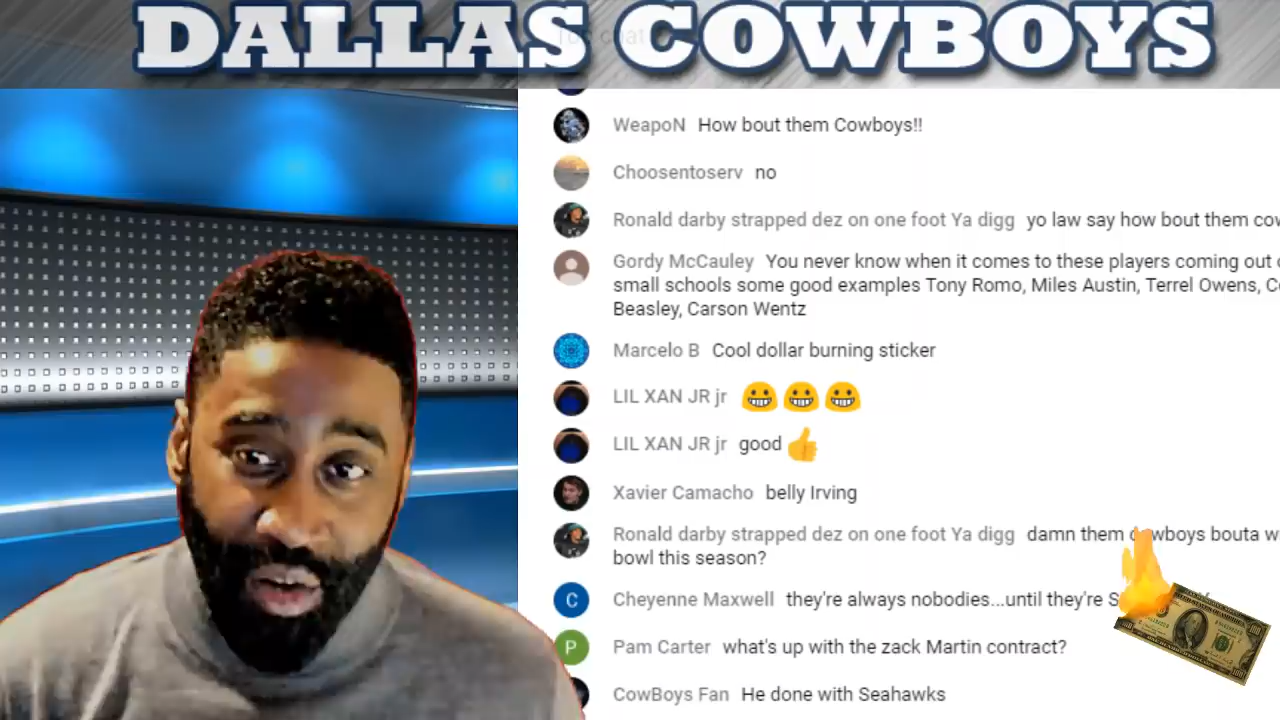 DALLAS COWBOYS
Top chat
WeapoN How bout them Cowboys!!
Choosentoserv no
Ronald darby strapped dez on one foot Ya digg yo law say how bout them
Gordy McCauley You never know when it comes to these players coming out
small schools some good examples Tony Romo, Miles Austin, Terrel Owens,
Beasley, Carson Wentz
Marcelo B Cool dollar burning sticker
LIL XAN JR jr
LIL XAN JR jr good
Xavier Camacho belly Irving
Ronald darby strapped dez on one foot Ya digg damn them cowboys bouta
bowl this season?
C Cheyenne Maxwell they're always nobodies...until they're
P Pam Carter what's up with the zack Martin contract?
CowBoys Fan He done with Seahawks